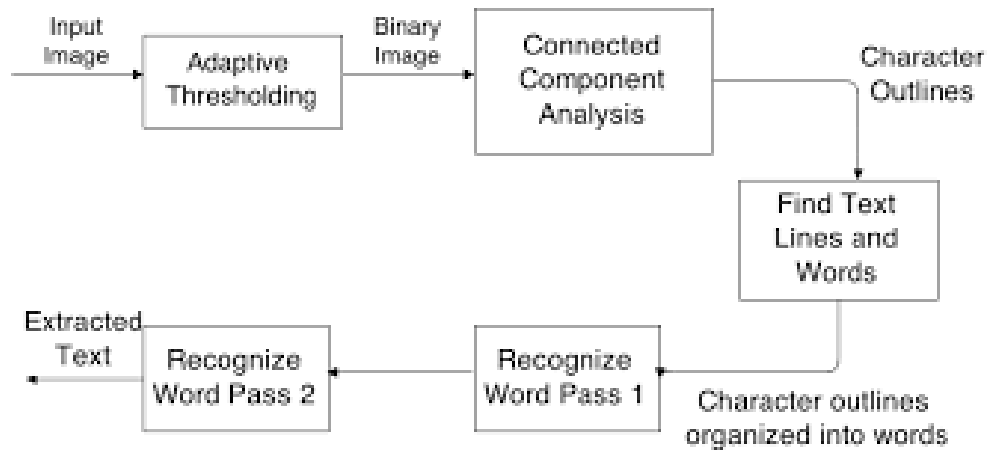 Input
Image
Adaptive
Thresholding
Binary
Image
Connected
Component
Analysis
Character
Outlines
Find Text
Lines and
Words
Character outlines
organized into words
Recognize
Word Pass 1
Recognize
Word Pass 2
Extracted
Text